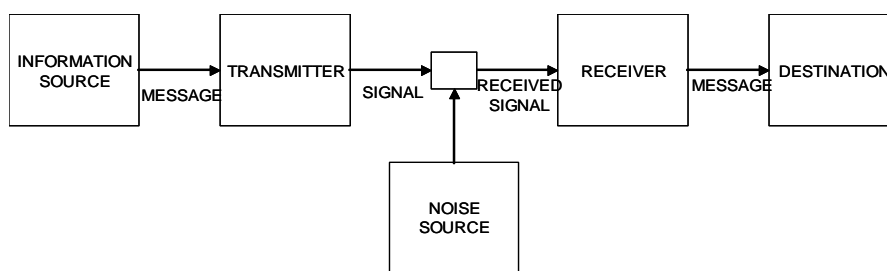 INFORMATION
SOURCE
MESSAGE
TRANSMITTER
SIGNAL
RECEIVED
SIGNAL
RECEIVER
MESSAGE
DESTINATION
NOISE
SOURCE